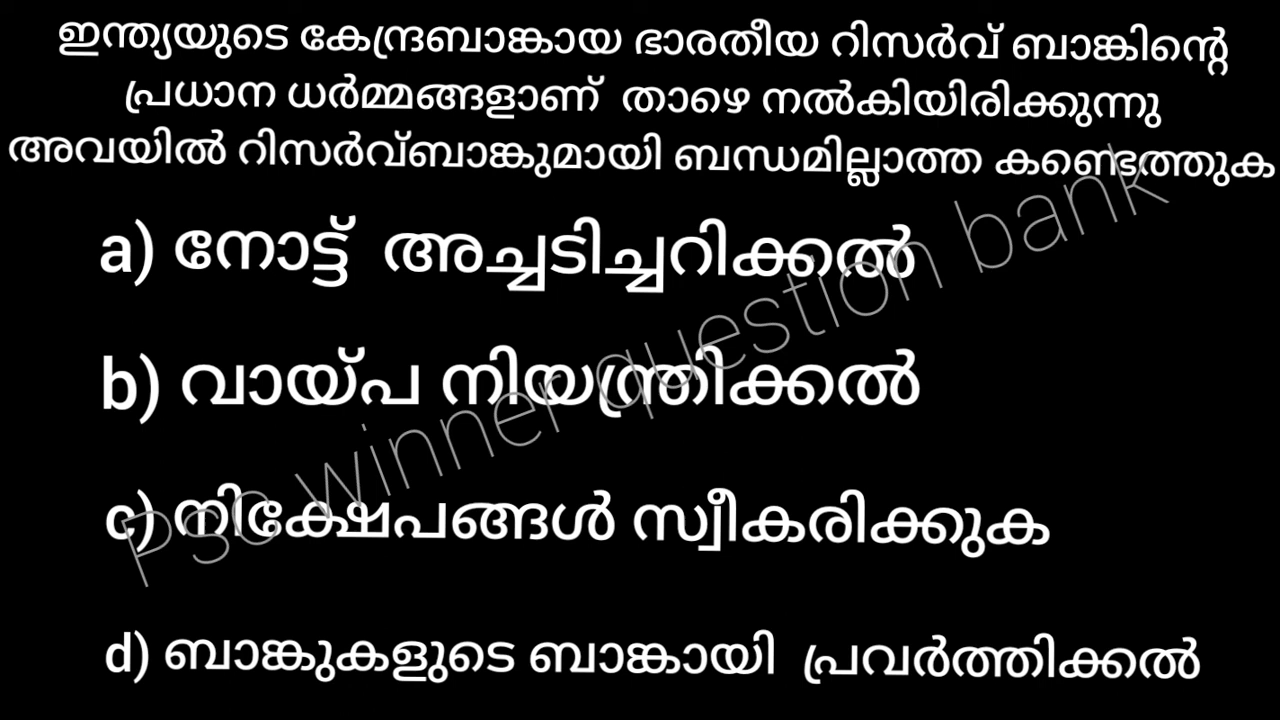 ഇന്ത്യയുടെ കേന്ദ്രബാങ്കായ ഭാരതീയ റിസർവ് ബാങ്കിന്റെ
പ്രധാന ധർമ്മങ്ങളാണ് താഴെ നൽകിയിരിക്കുന്നു
അവയിൽ റിസർവ്ബാങ്കുമായി ബന്ധമില്ലാത്ത കണ്ടെത്തുക
a) നോട്ട് അച്ചടിച്ചറിക്കൽ
b) വായ്പ നിയന്ത്രിക്കൽ
c) നിക്ഷേപങ്ങൾ സ്വീകരിക്കുക
d) ബാങ്കുകളുടെ ബാങ്കായി പ്രവർത്തിക്കൽ
Psc winner question bank